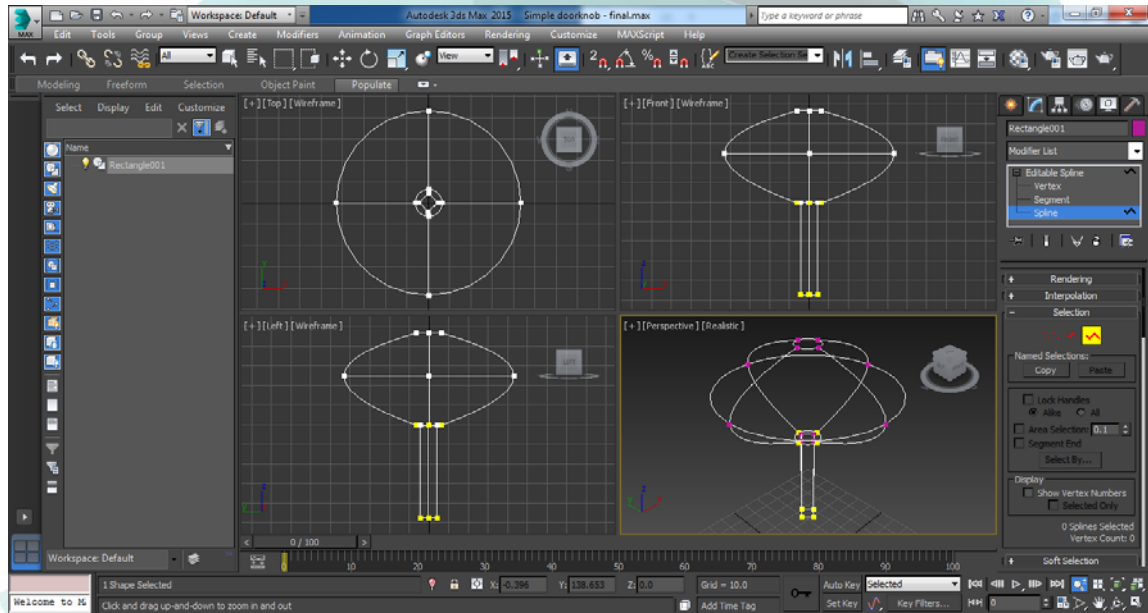 Workspace: Default
Autodesk 3ds Max 2015 Simple doorknob - final.max
Type a keyword or phrase
MAX
Edit Tools Group Views Create Modifiers Animation Graph Editors Rendering Customize MAXScript Help
All
View
Create Selection Se
Modeling Freeform Selection Object Paint Populate
Select Display Edit Customize
Name
Rectangle001
[+][Top][Wireframe]
TOP
[+][Front][Wireframe]
FRONT
[+][Left][Wireframe]
LEFT
[+][Perspective][Realistic]
Rectangle001
Modifier List
Editable Spline
Vertex
Segment
Spline
+ Rendering
+ Interpolation
- Selection
Named Selections:
Copy Paste
Lock Handles
Alike All
Area Selection: 0.1
Segment End
Select By...
Display
Show Vertex Numbers
Selected Only
0 Splines Selected
Vertex Count: 0
+ Soft Selection
< 0 / 100 >
Workspace: Default
0 10 20 30 40 50 60 70 80 90 100
1 Shape Selected
X: -0.396 Y: 138.653 Z: 0.0
Grid = 10.0
Auto Key Selected
Welcome to M
Click and drag up-and-down to zoom in and out
Add Time Tag
Set Key Key Filters...
0